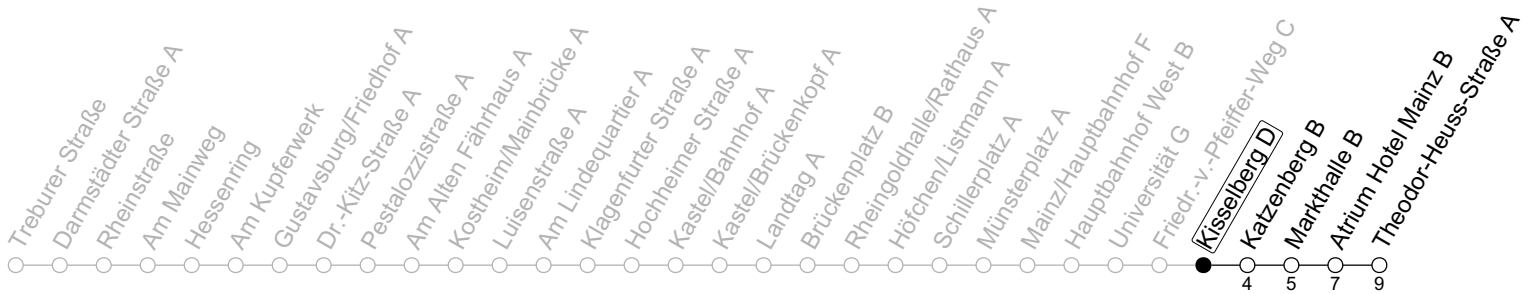 Treburer Straße
Darmstädter Straße A
Rheinstraße
Am Mainweg
Hessenring
Am Kupferwerk
Gustavsburg/Friedhof A
Dr.-Kitz-Straße A
Pestalozzistraße A
Am Alten Fährhaus A
Kostheim/Mainbrücke A
Luisenstraße A
Am Lindequartier A
Klagenfurter Straße A
Hochheimer Straße A
Kastel/Bahnhof A
Kastel/Brückenkopf A
Landtag A
Brückenplatz B
Rheingoldhalle/Rathaus A
Höfchen/Listmann A
Schillerplatz A
Münsterplatz A
Mainz/Hauptbahnhof F
Hauptbahnhof West B
Universität G
Friedr.-v.-Pfeiffer-Weg C
Kisselberg D
Katzenberg B
Markthalle B
Atrium Hotel Mainz B
Theodor-Heuss-Straße A
4 5 7 9